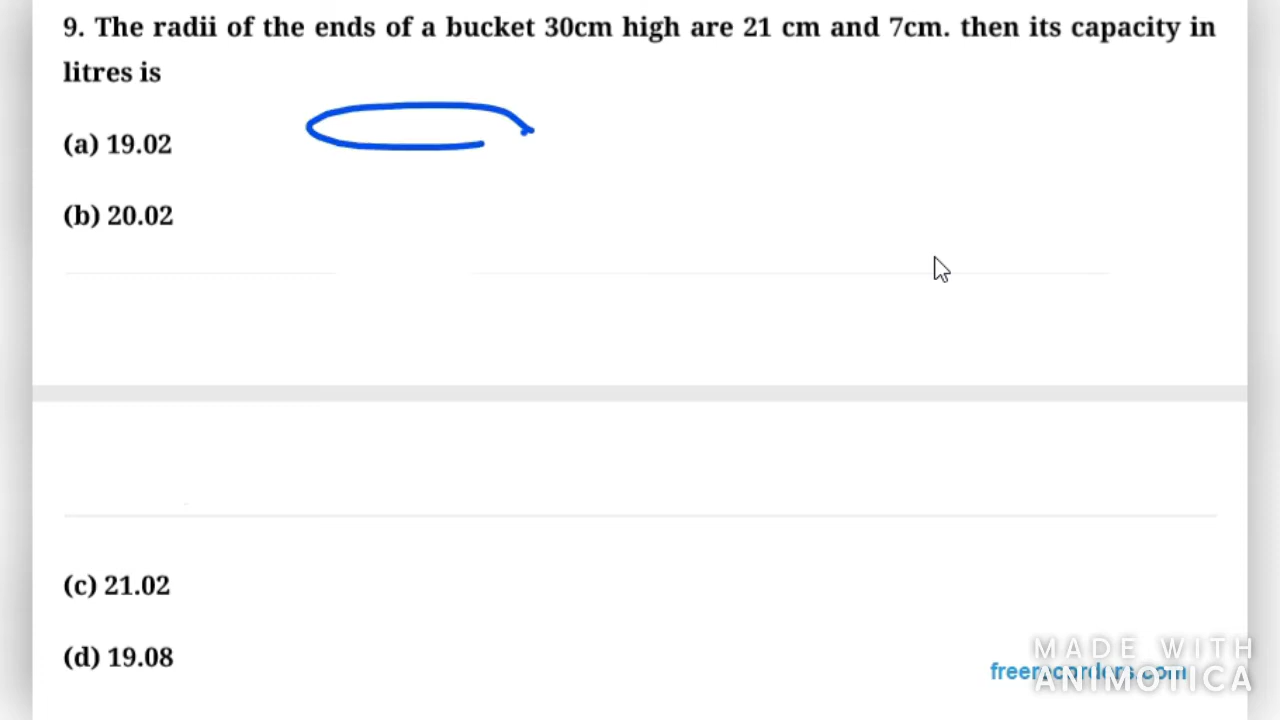 9. The radii of the ends of a bucket 30cm high are 21 cm and 7cm. then its capacity in
litres is
(a) 19.02
(b) 20.02
(c) 21.02
(d) 19.08
MADE WITH
ANIMOTICA